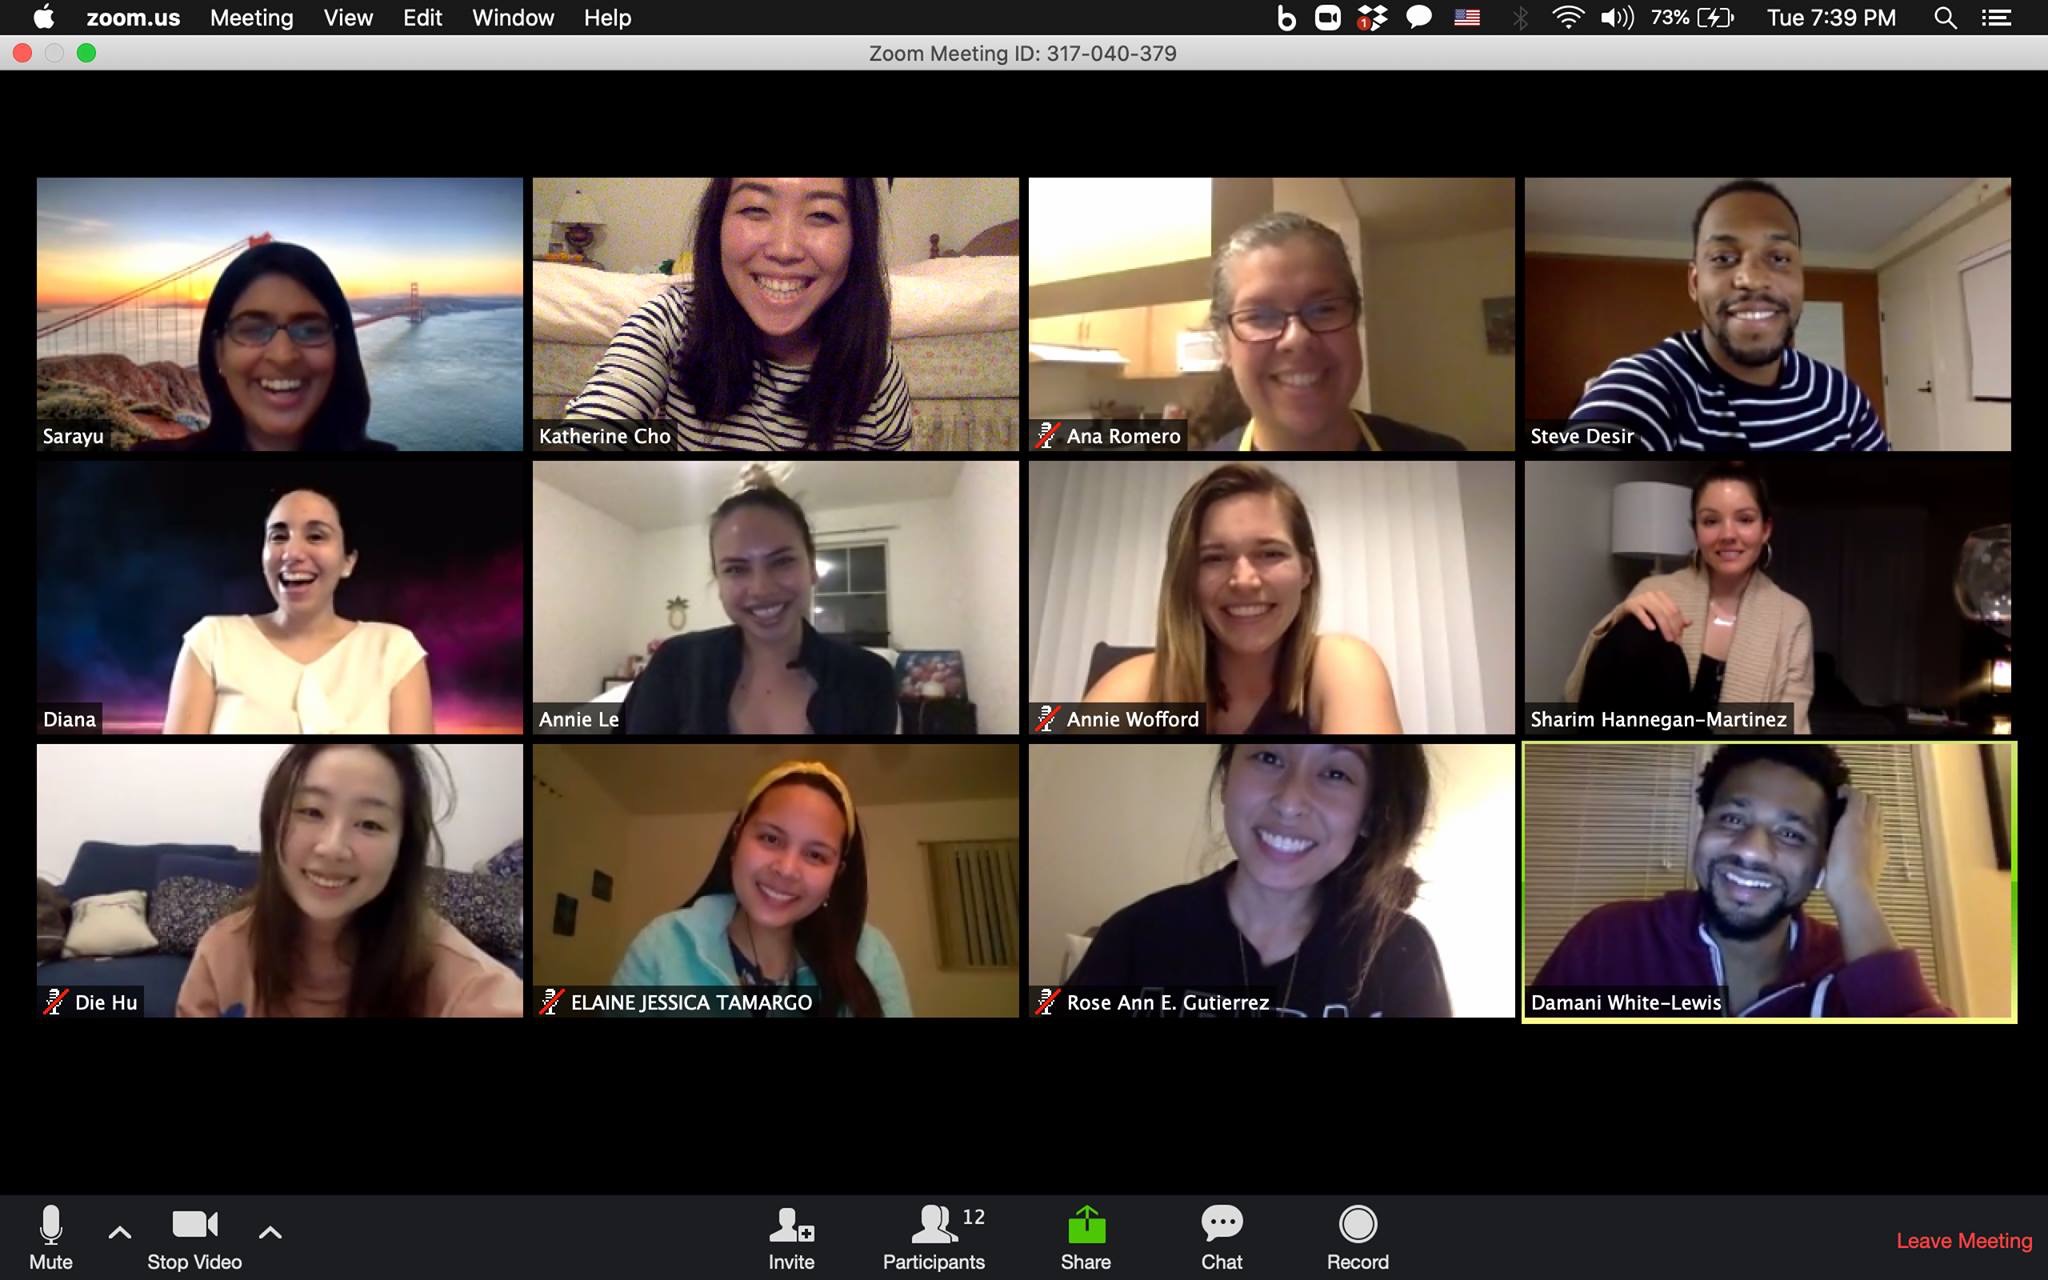 zoom.us Meeting View Edit Window Help
b 1 73% Tue 7:39 PM
Zoom Meeting ID: 317-040-379
Sarayu
Katherine Cho
Ana Romero
Steve Desir
Diana
Annie Le
Annie Wofford
Sharim Hannegan-Martinez
Die Hu
ELAINE JESSICA TAMARGO
Rose Ann E. Gutierrez
Damani White-Lewis
12
Mute Stop Video Invite Participants Share Chat Record Leave Meeting